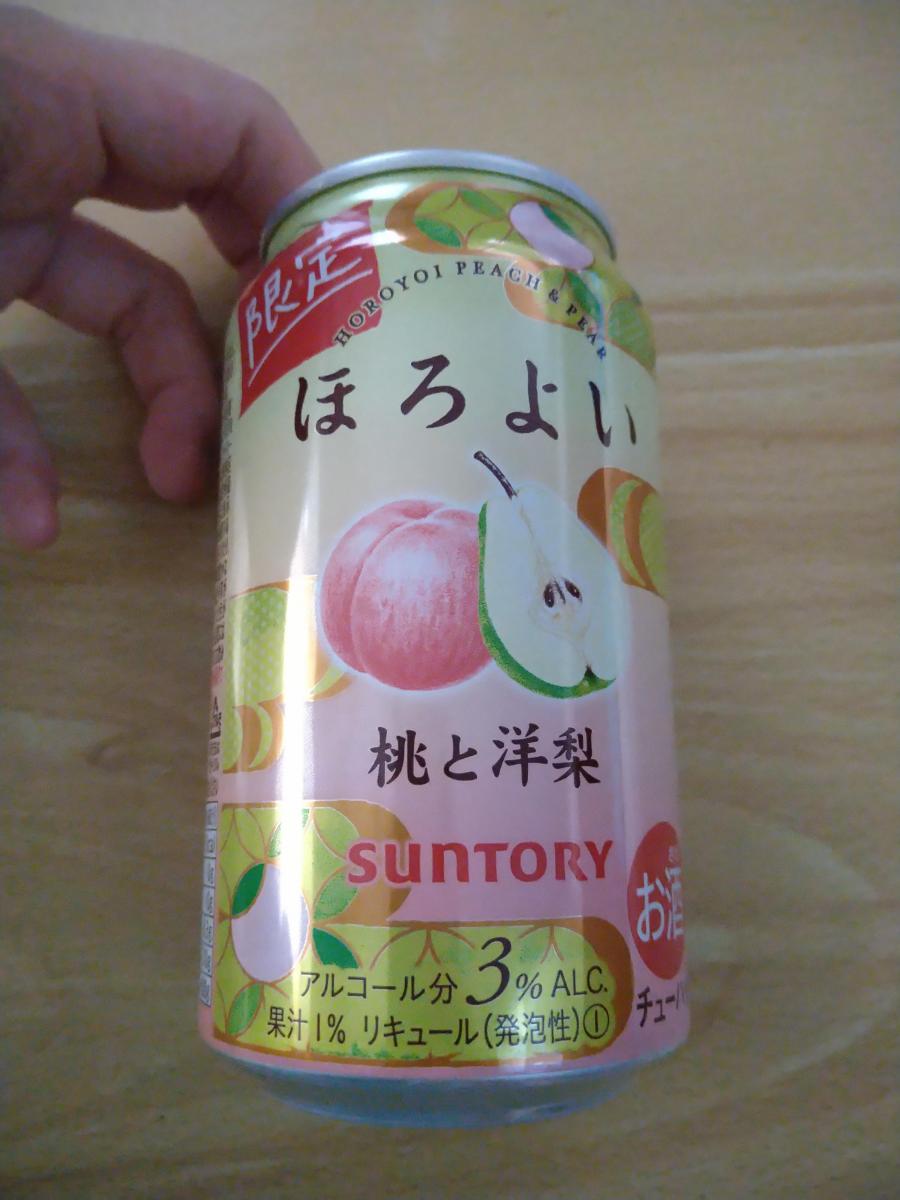 限定
HOROYOI PEACH & PEAR
ほろよい
桃と洋梨
SUNTORY
お酒
アルコール分 3% ALC.
果汁1% リキュール(発泡性)①
チューハ